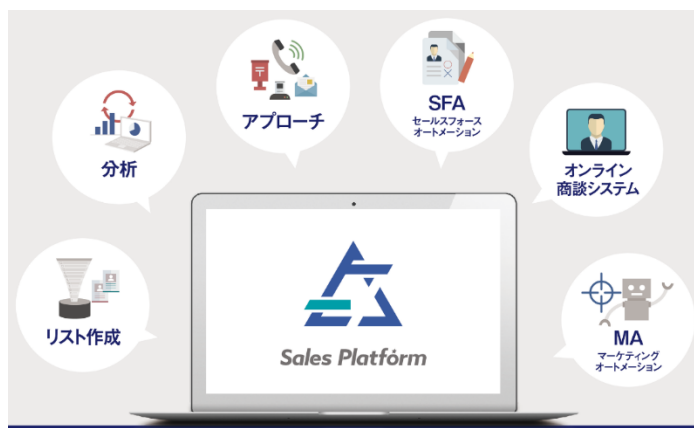 アプローチ
SFA
セールスフォース
オートメーション
分析
オンライン
商談システム
リスト作成
Sales Platform
MA
マーケティング
オートメーション